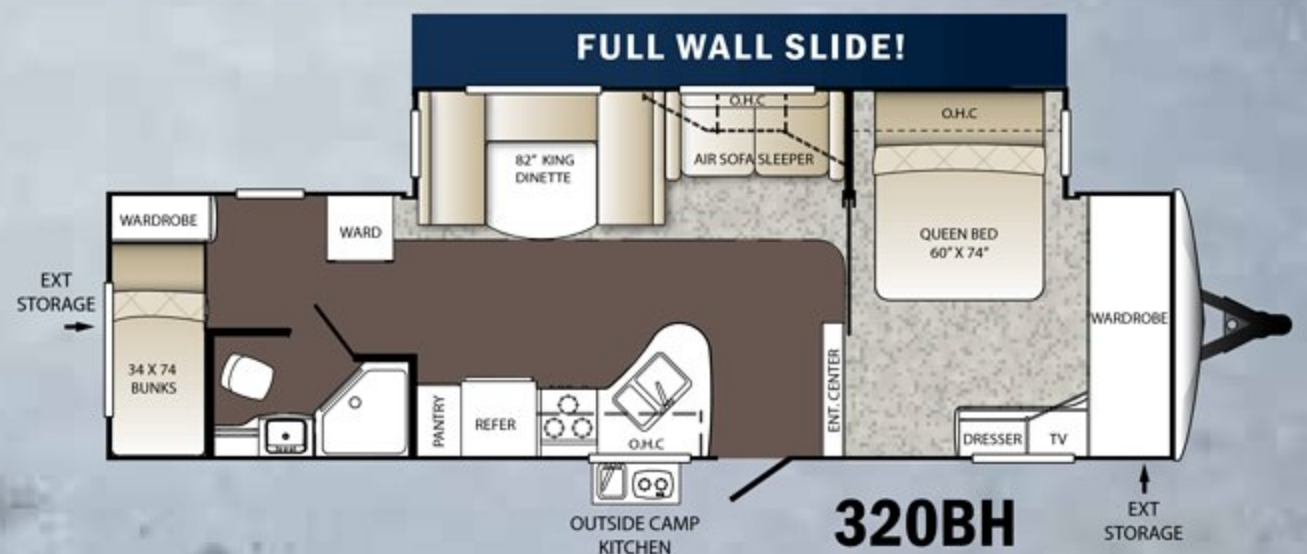 FULL WALL SLIDE!
O.H.C
O.H.C
82" KING
DINETTE
AIR SOFA SLEEPER
WARDROBE
WARD
QUEEN BED
60" X 74"
EXT
STORAGE
WARDROBE
34 X 74
BUNKS
ENT. CENTER
PANTRY
REFER
O.H.C
DRESSER
TV
OUTSIDE CAMP
KITCHEN
320BH
EXT
STORAGE